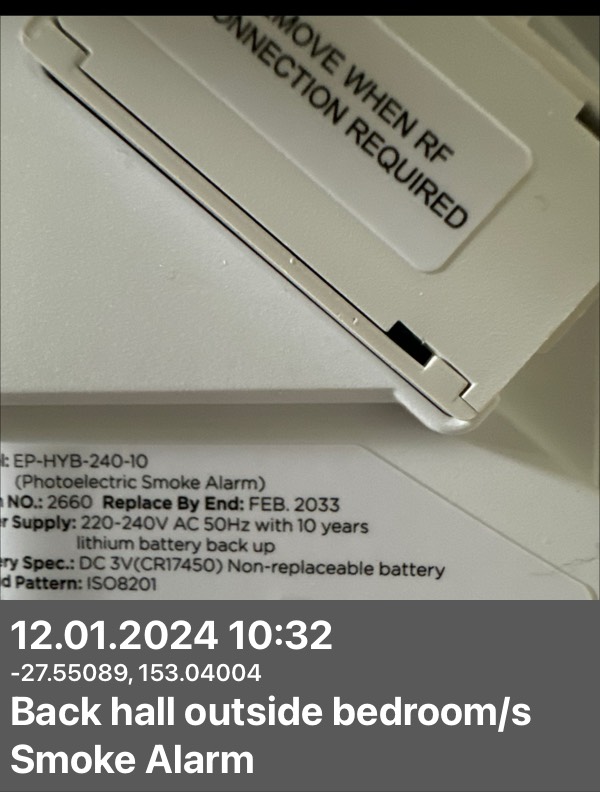 MOVE WHEN RF
ONNECTION REQUIRED
l: EP-HYB-240-10
(Photoelectric Smoke Alarm)
NO.: 2660 Replace By End: FEB. 2033
r Supply: 220-240V AC 50Hz with 10 years
lithium battery back up
ry Spec.: DC 3V(CR17450) Non-replaceable battery
d Pattern: ISO8201
12.01.2024 10:32
-27.55089, 153.04004
Back hall outside bedroom/s
Smoke Alarm